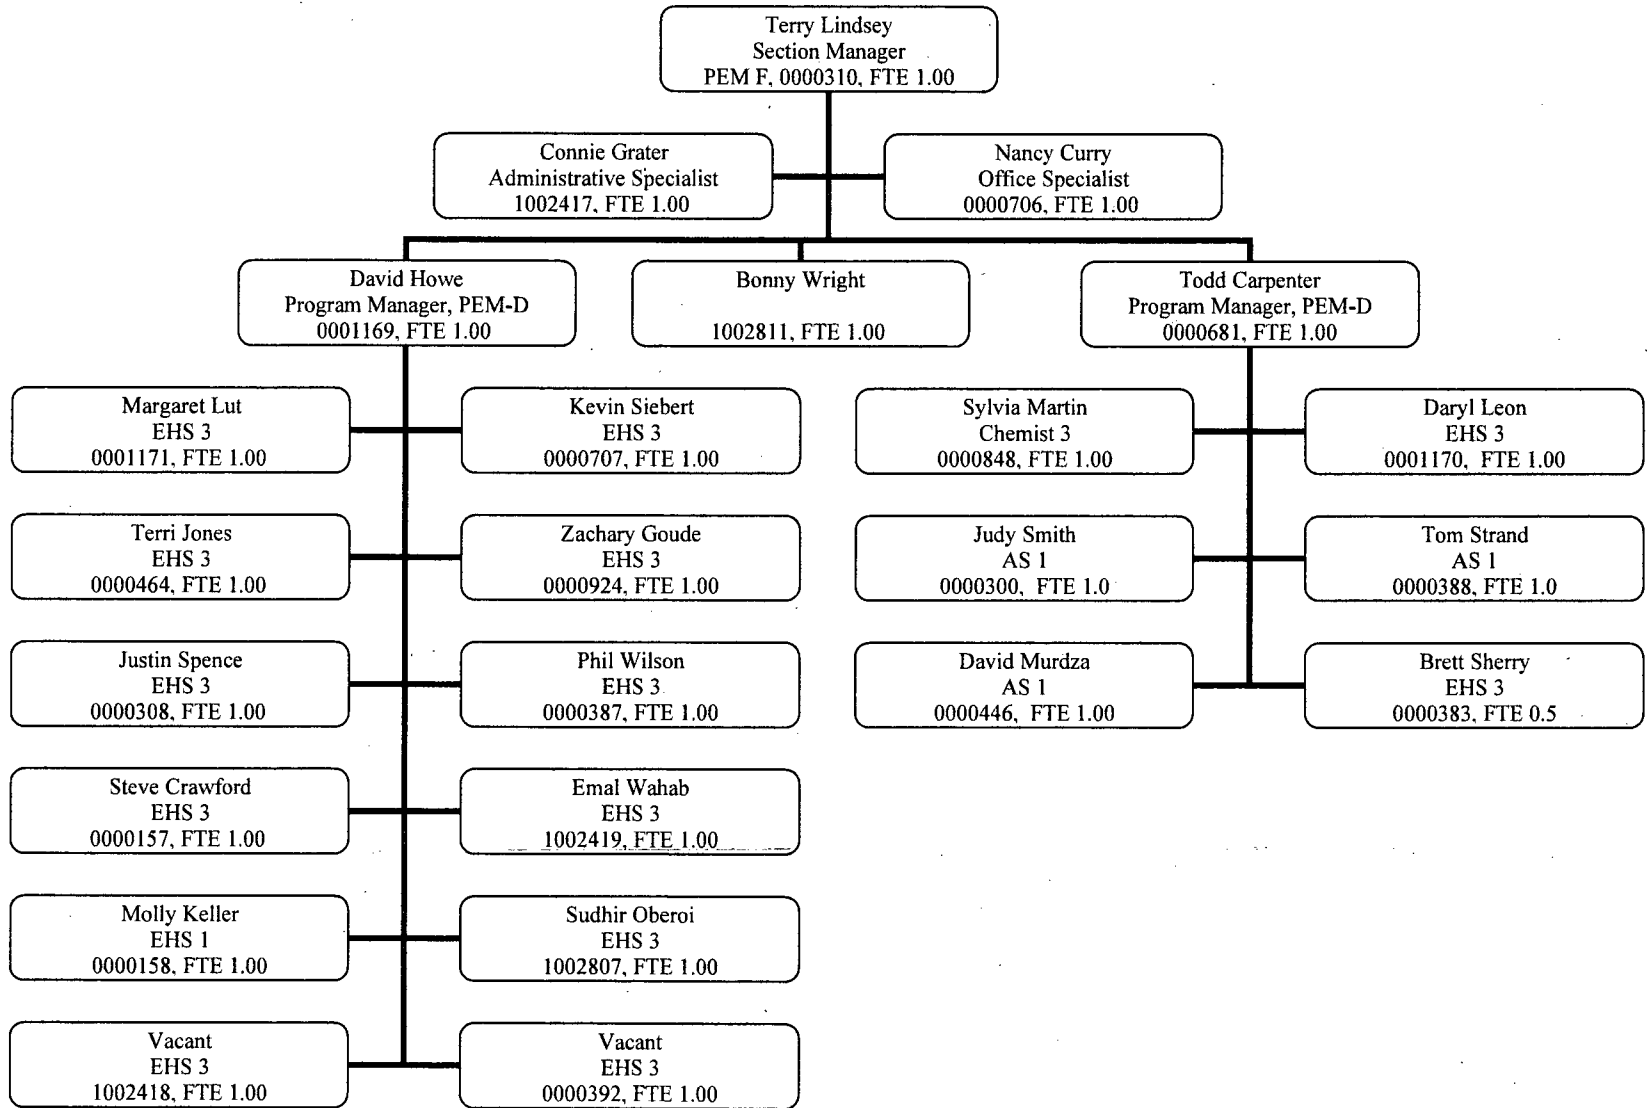 Terry Lindsey
Section Manager
PEM F, 0000310, FTE 1.00
Connie Grater
Administrative Specialist
1002417, FTE 1.00
Nancy Curry
Office Specialist
0000706, FTE 1.00
David Howe
Program Manager, PEM-D
0001169, FTE 1.00
Bonny Wright
1002811, FTE 1.00
Todd Carpenter
Program Manager, PEM-D
0000681, FTE 1.00
Margaret Lut
EHS 3
0001171, FTE 1.00
Kevin Siebert
EHS 3
0000707, FTE 1.00
Sylvia Martin
Chemist 3
0000848, FTE 1.00
Daryl Leon
EHS 3
0001170, FTE 1.00
Terri Jones
EHS 3
0000464, FTE 1.00
Zachary Goude
EHS 3
0000924, FTE 1.00
Judy Smith
AS 1
0000300, FTE 1.0
Tom Strand
AS 1
0000388, FTE 1.0
Justin Spence
EHS 3
0000308, FTE 1.00
Phil Wilson
EHS 3
0000387, FTE 1.00
David Murdza
AS 1
0000446, FTE 1.00
Brett Sherry
EHS 3
0000383, FTE 0.5
Steve Crawford
EHS 3
0000157, FTE 1.00
Emal Wahab
EHS 3
1002419, FTE 1.00
Molly Keller
EHS 1
0000158, FTE 1.00
Sudhir Oberoi
EHS 3
1002807, FTE 1.00
Vacant
EHS 3
1002418, FTE 1.00
Vacant
EHS 3
0000392, FTE 1.00